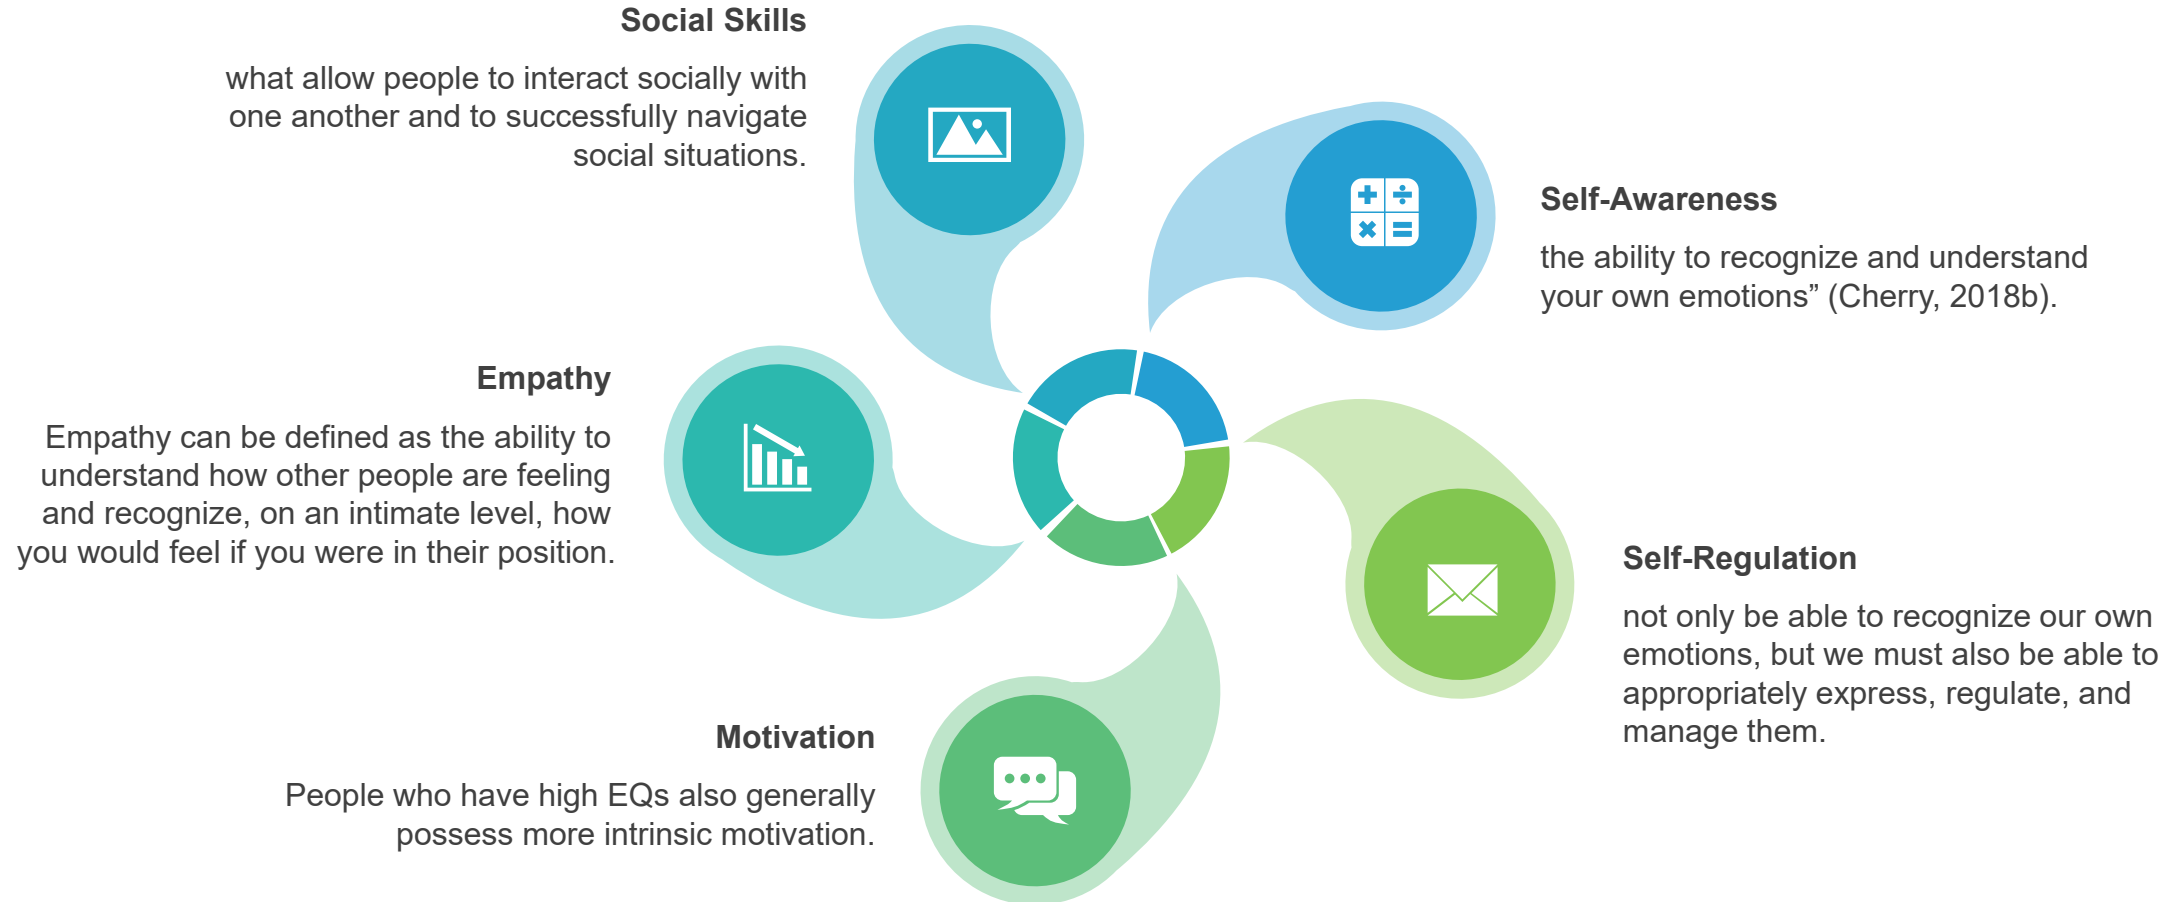 Social Skills
what allow people to interact socially with
one another and to successfully navigate
social situations.
Self-Awareness
the ability to recognize and understand
your own emotions” (Cherry, 2018b).
Empathy
Empathy can be defined as the ability to
understand how other people are feeling
and recognize, on an intimate level, how
you would feel if you were in their position.
Self-Regulation
not only be able to recognize our own
emotions, but we must also be able to
appropriately express, regulate, and
manage them.
Motivation
People who have high EQs also generally
possess more intrinsic motivation.